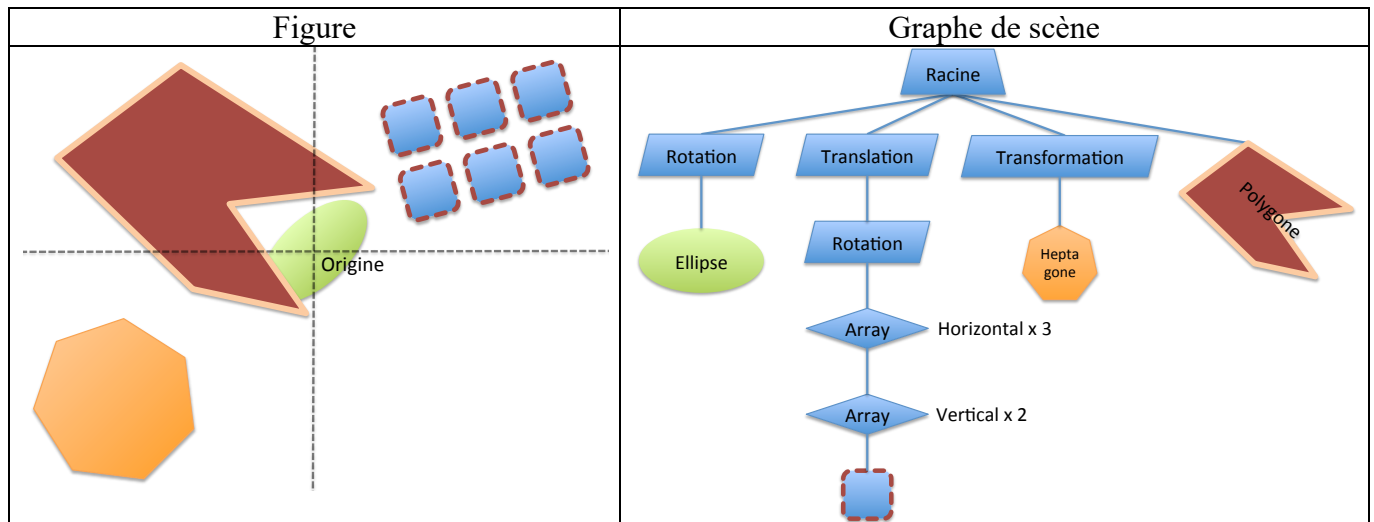 Figure
Graphe de scène
Origine
Racine
Rotation
Translation
Transformation
Polygone
Rotation
Ellipse
Hepta
gone
Array
Horizontal x 3
Array
Vertical x 2